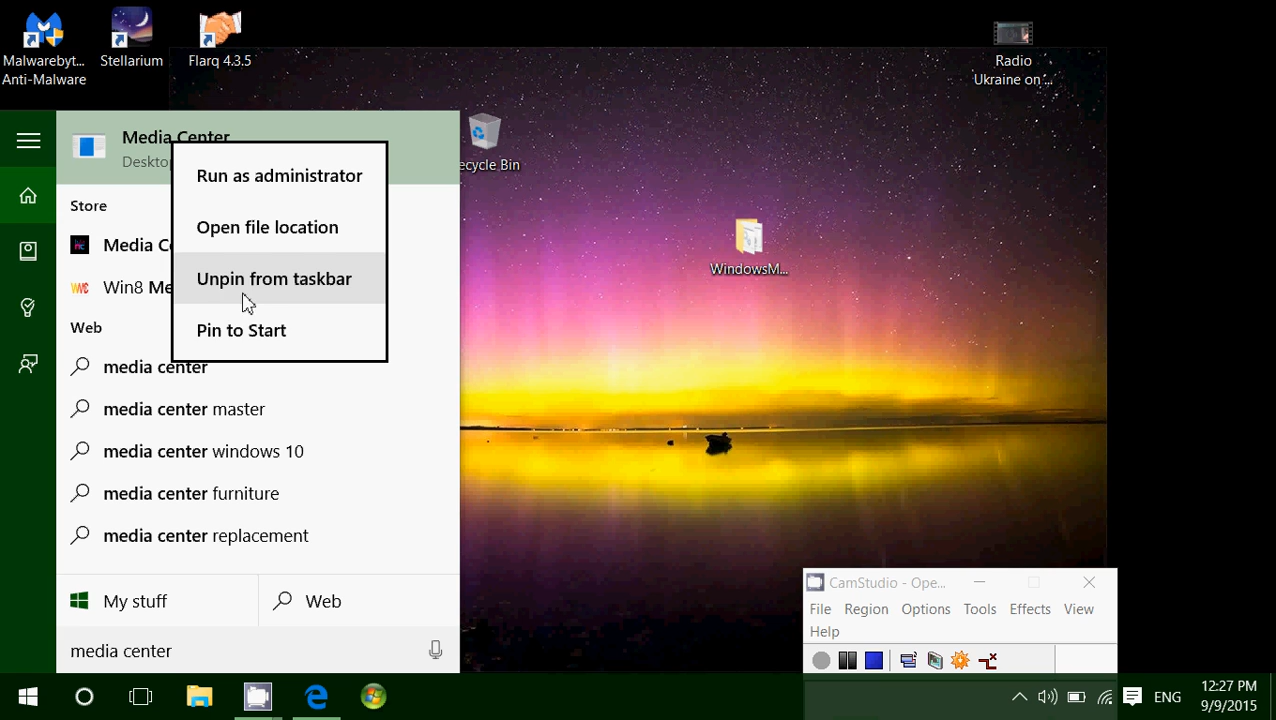 Malwarebyt...
Anti-Malware
Stellarium
Flarq 4.3.5
Radio
Ukraine on ...
Media Center
Desktop
Run as administrator
Open file location
Unpin from taskbar
Pin to Start
Store
Media C
Win8 Me
Web
media center
media center master
media center windows 10
media center furniture
media center replacement
My stuff
Web
media center
ecycle Bin
WindowsM...
CamStudio - Ope...
File Region Options Tools Effects View
Help
ENG
12:27 PM
9/9/2015